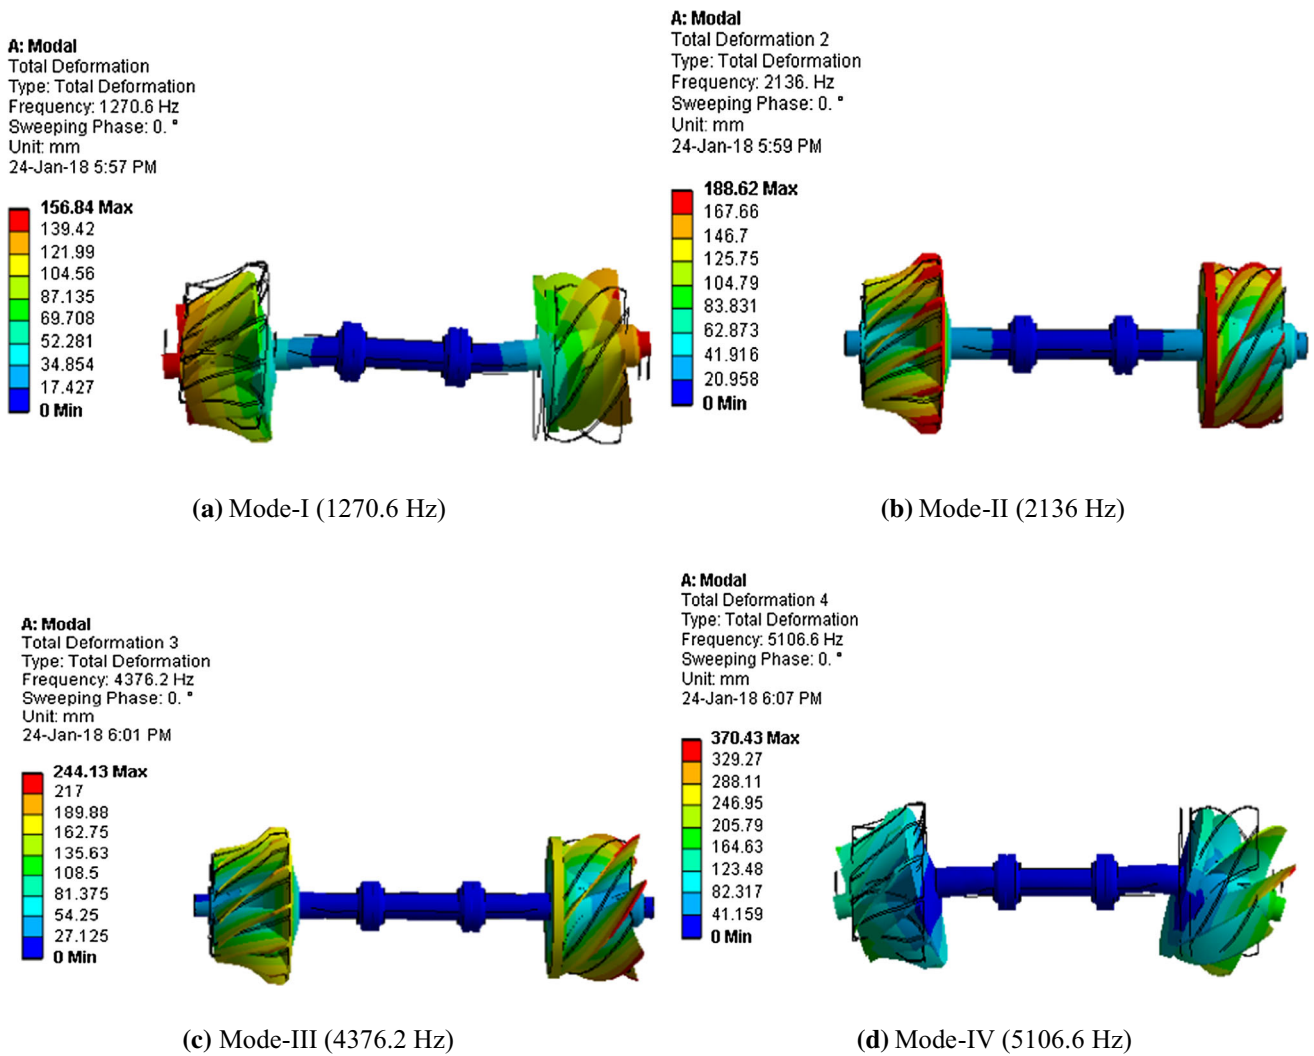 A: Modal
Total Deformation
Type: Total Deformation
Frequency: 1270.6 Hz
Sweeping Phase: 0. °
Unit: mm
24-Jan-18 5:57 PM
156.84 Max
139.42
121.99
104.56
87.135
69.708
52.281
34.854
17.427
0 Min
(a) Mode-I (1270.6 Hz)
A: Modal
Total Deformation 2
Type: Total Deformation
Frequency: 2136. Hz
Sweeping Phase: 0. °
Unit: mm
24-Jan-18 5:59 PM
188.62 Max
167.66
146.7
125.75
104.79
83.831
62.873
41.916
20.958
0 Min
(b) Mode-II (2136 Hz)
A: Modal
Total Deformation 3
Type: Total Deformation
Frequency: 4376.2 Hz
Sweeping Phase: 0. °
Unit: mm
24-Jan-18 6:01 PM
244.13 Max
217
189.88
162.75
135.63
108.5
81.375
54.25
27.125
0 Min
(c) Mode-III (4376.2 Hz)
A: Modal
Total Deformation 4
Type: Total Deformation
Frequency: 5106.6 Hz
Sweeping Phase: 0. °
Unit: mm
24-Jan-18 6:07 PM
370.43 Max
329.27
288.11
246.95
205.79
164.63
123.48
82.317
41.159
0 Min
(d) Mode-IV (5106.6 Hz)